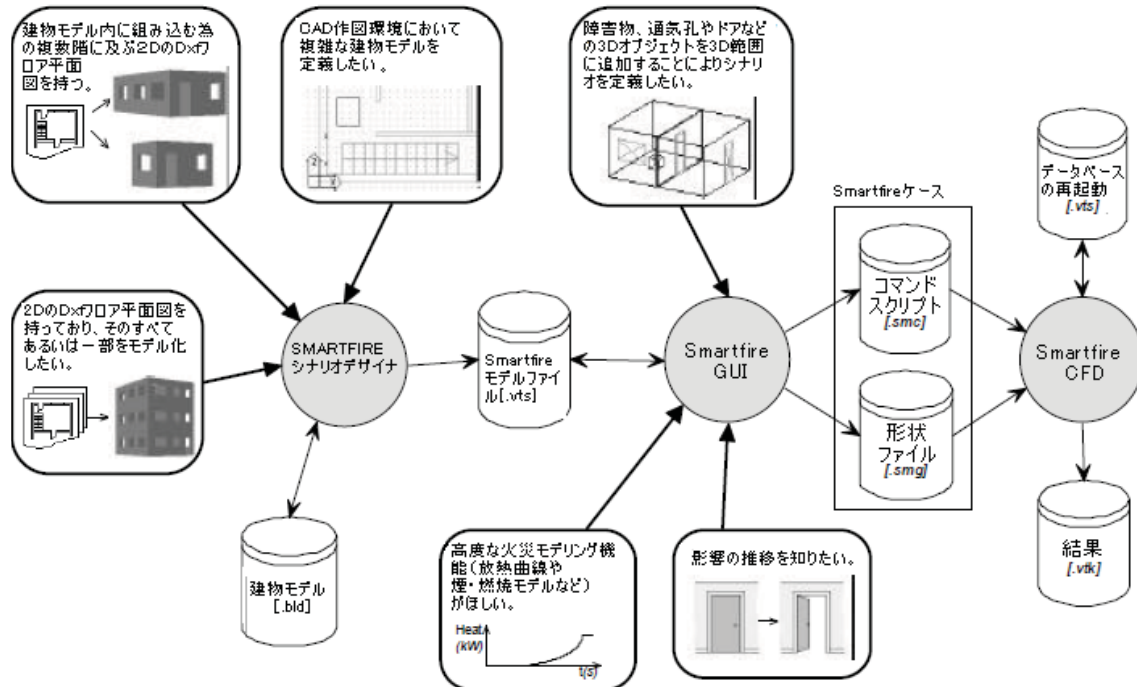 建物モデル内に組み込む為
の複数階に及ぶ2DのDxfフ
ロア平面
図を持つ。
CAD作図環境において
複雑な建物モデルを
定義したい。
障害物、通気孔やドアなど
の3Dオブジェクトを3D範囲
に追加することによりシナリ
オを定義したい。
2DのDxfフロア平面図を
持っており、そのすべて
あるいは一部をモデル化
したい。
SMARTFIRE
シナリオデザイナ
建物モデル
[.bld]
Smartfire
モデルファイ
ル[.vts]
Smartfire
GUI
Smartfireケース
コマンド
スクリプト
[.smc]
形状
ファイル
[.smg]
データベース
の再起動
[.vts]
Smartfire
CFD
結果
[.vtk]
高度な火災モデリング機
能(放熱曲線や
煙・燃焼モデルなど)
がほしい。
Heat
(kW)
t(s)
影響の推移を知りたい。